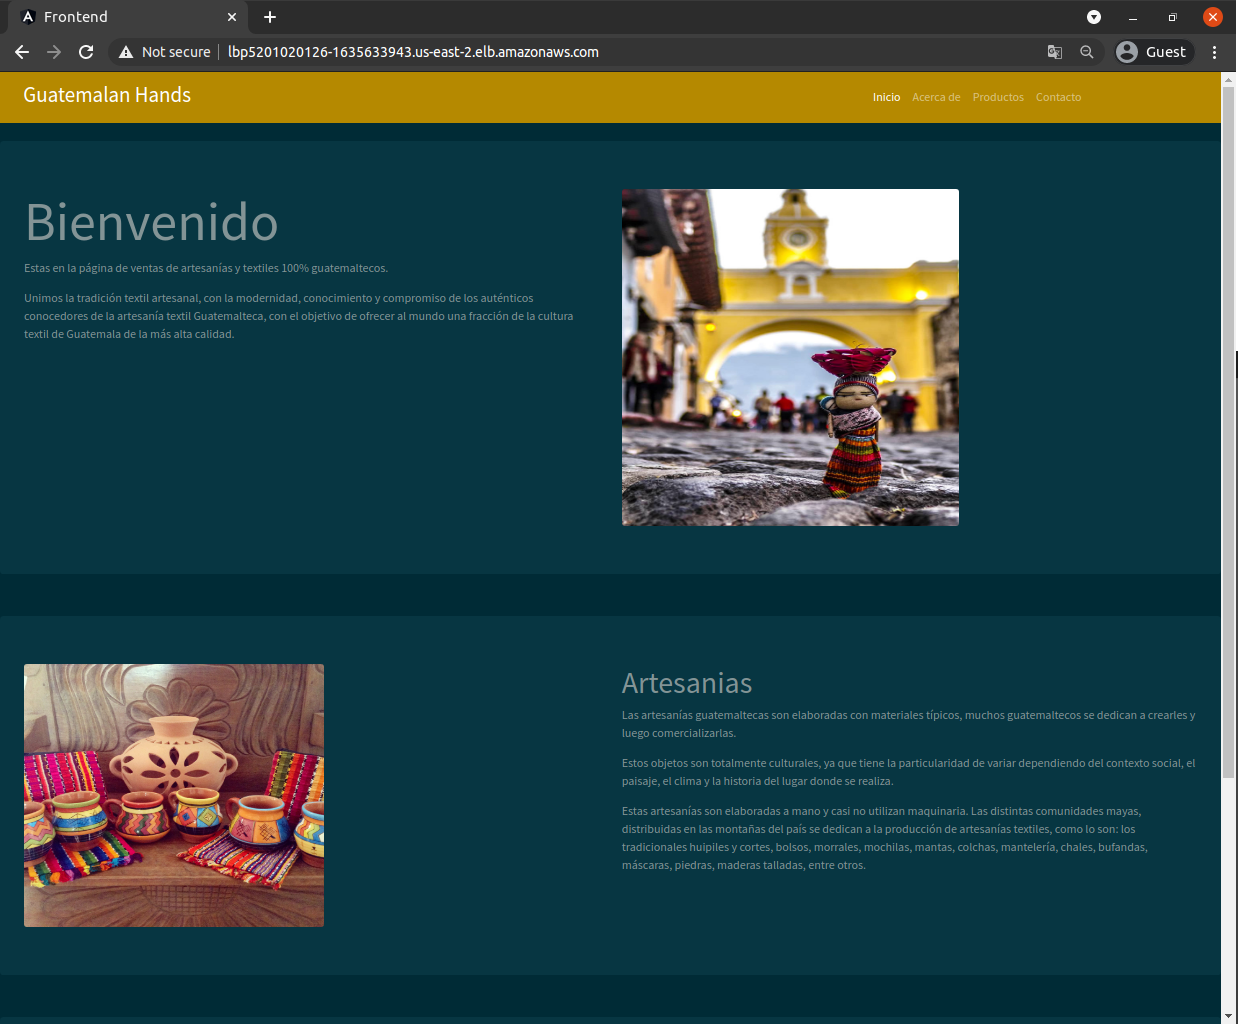 Frontend
Not secure
lbp5201020126-1635633943.us-east-2.elb.amazonaws.com
Guest
Guatemalan Hands
Inicio Acerca de Productos Contacto
Bienvenido
Estas en la página de ventas de artesanías y textiles 100% guatemaltecos.
Unimos la tradición textil artesanal, con la modernidad, conocimiento y compromiso de los auténticos
conocedores de la artesanía textil Guatemalteca, con el objetivo de ofrecer al mundo una fracción de la cultura
textil de Guatemala de la más alta calidad.
Artesanias
Las artesanías guatemaltecas son elaboradas con materiales típicos, muchos guatemaltecos se dedican a crearles y
luego comercializarlas.
Estos objetos son totalmente culturales, ya que tiene la particularidad de variar dependiendo del contexto social, el
paisaje, el clima y la historia del lugar donde se realiza.
Estas artesanías son elaboradas a mano y casi no utilizan maquinaria. Las distintas comunidades mayas,
distribuidas en las montañas del país se dedican a la producción de artesanías textiles, como lo son: los
tradicionales huipiles y cortes, bolsos, morrales, mochilas, mantas, colchas, mantelería, chales, bufandas,
máscaras, piedras, maderas talladas, entre otros.